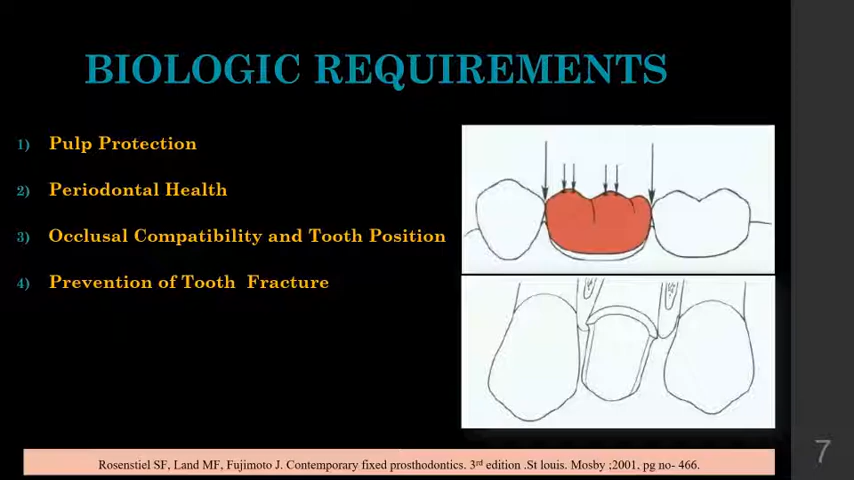 BIOLOGIC REQUIREMENTS
1) Pulp Protection
2) Periodontal Health
3) Occlusal Compatibility and Tooth Position
4) Prevention of Tooth Fracture
Rosenstiel SF, Land MF, Fujimoto J. Contemporary fixed prosthodontics. 3rd edition .St louis. Mosby ;2001, pg no- 466.
7